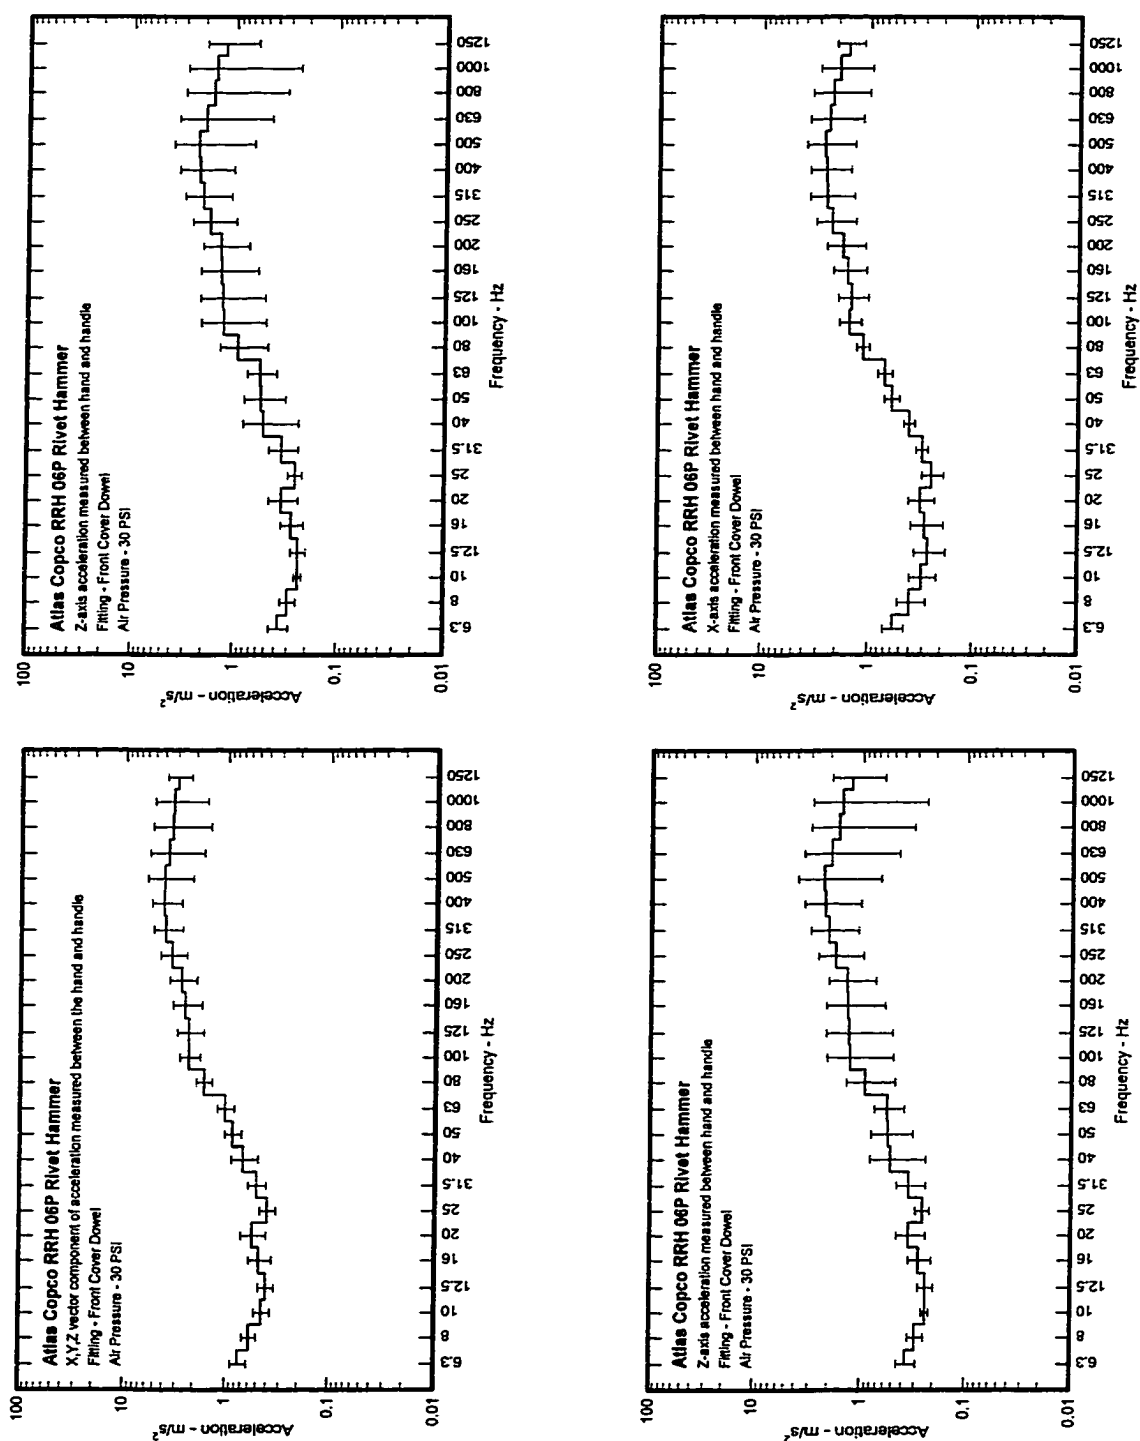 Atlas Copco RRH 06P Rivet Hammer
X,Y,Z vector component of acceleration measured between the hand and handle
Fitting - Front Cover Dowel
Air Pressure - 30 PSI
100
10
1
0.1
0.01
Acceleration - m/s²
6.3 8 10 12.5 16 20 25 31.5 40 50 63 80 100 125 160 200 250 315 400 500 630 800 1000 1250
Frequency - Hz
Atlas Copco RRH 06P Rivet Hammer
Z-axis acceleration measured between hand and handle
Fitting - Front Cover Dowel
Air Pressure - 30 PSI
100
10
1
0.1
0.01
Acceleration - m/s²
6.3 8 10 12.5 16 20 25 31.5 40 50 63 80 100 125 160 200 250 315 400 500 630 800 1000 1250
Frequency - Hz
Atlas Copco RRH 06P Rivet Hammer
Z-axis acceleration measured between hand and handle
Fitting - Front Cover Dowel
Air Pressure - 30 PSI
100
10
1
0.1
0.01
Acceleration - m/s²
6.3 8 10 12.5 16 20 25 31.5 40 50 63 80 100 125 160 200 250 315 400 500 630 800 1000 1250
Frequency - Hz
Atlas Copco RRH 06P Rivet Hammer
X-axis acceleration measured between hand and handle
Fitting - Front Cover Dowel
Air Pressure - 30 PSI
100
10
1
0.1
0.01
Acceleration - m/s²
6.3 8 10 12.5 16 20 25 31.5 40 50 63 80 100 125 160 200 250 315 400 500 630 800 1000 1250
Frequency - Hz